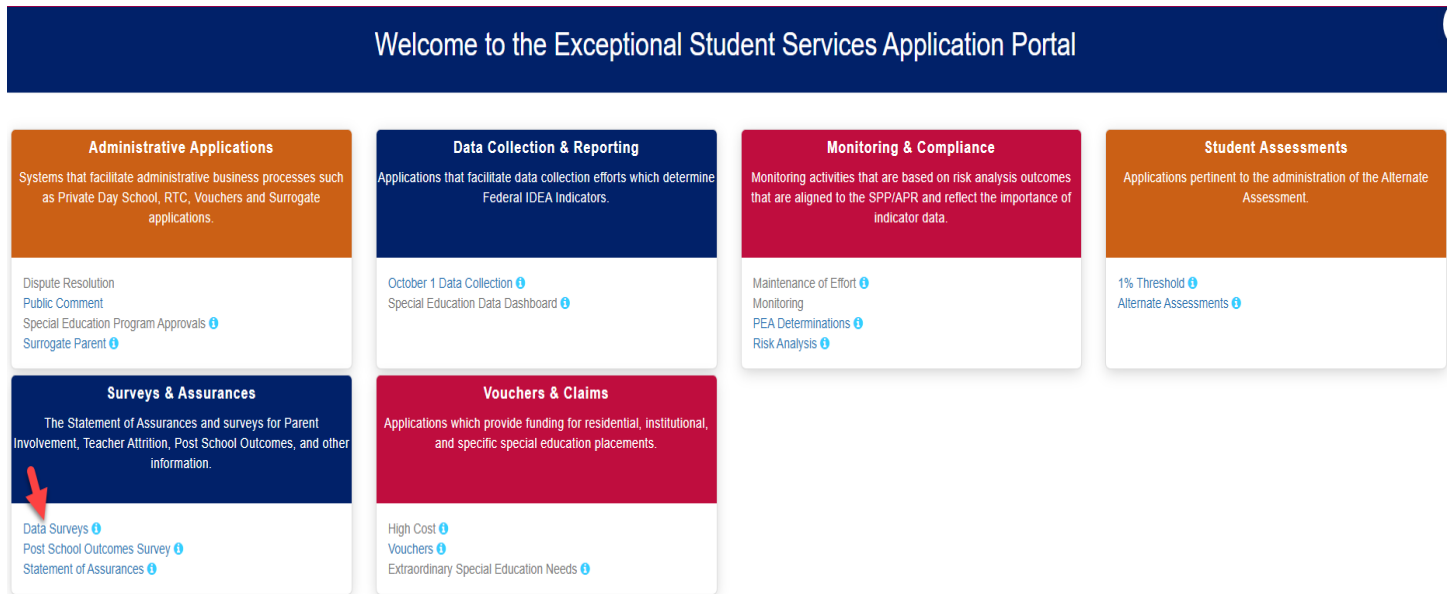 Welcome to the Exceptional Student Services Application Portal
Administrative Applications
Systems that facilitate administrative business processes such
as Private Day School, RTC, Vouchers and Surrogate
applications.
Dispute Resolution
Public Comment
Special Education Program Approvals
Surrogate Parent
Data Collection & Reporting
Applications that facilitate data collection efforts which determine
Federal IDEA Indicators.
October 1 Data Collection
Special Education Data Dashboard
Monitoring & Compliance
Monitoring activities that are based on risk analysis outcomes
that are aligned to the SPP/APR and reflect the importance of
indicator data.
Maintenance of Effort
Monitoring
PEA Determinations
Risk Analysis
Student Assessments
Applications pertinent to the administration of the Alternate
Assessment.
1% Threshold
Alternate Assessments
Surveys & Assurances
The Statement of Assurances and surveys for Parent
Involvement, Teacher Attrition, Post School Outcomes, and other
information.
Data Surveys
Post School Outcomes Survey
Statement of Assurances
Vouchers & Claims
Applications which provide funding for residential, institutional,
and specific special education placements.
High Cost
Vouchers
Extraordinary Special Education Needs